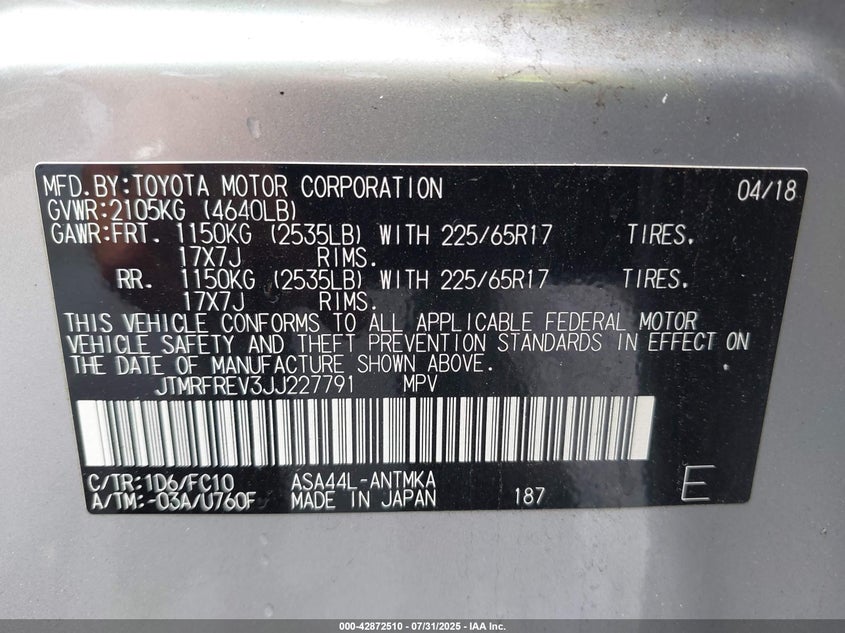 MFD.BY:TOYOTA MOTOR CORPORATION 04/18
GVWR:2105KG (4640LB)
GAWR:FRT. 1150KG (2535LB) WITH 225/65R17 TIRES,
17X7J RIMS.
RR. 1150KG (2535LB) WITH 225/65R17 TIRES,
17X7J RIMS.
THIS VEHICLE CONFORMS TO ALL APPLICABLE FEDERAL MOTOR
VEHICLE SAFETY AND THEFT PREVENTION STANDARDS IN EFFECT ON
THE DATE OF MANUFACTURE SHOWN ABOVE.
JTMRFREV3JJ227791 MPV
C/TR:1D6/FC10 ASA44L-ANTMKA
A/TM:-03A/U760F MADE IN JAPAN 187 E
000-42872510 | 07/31/2025 | IAA Inc.